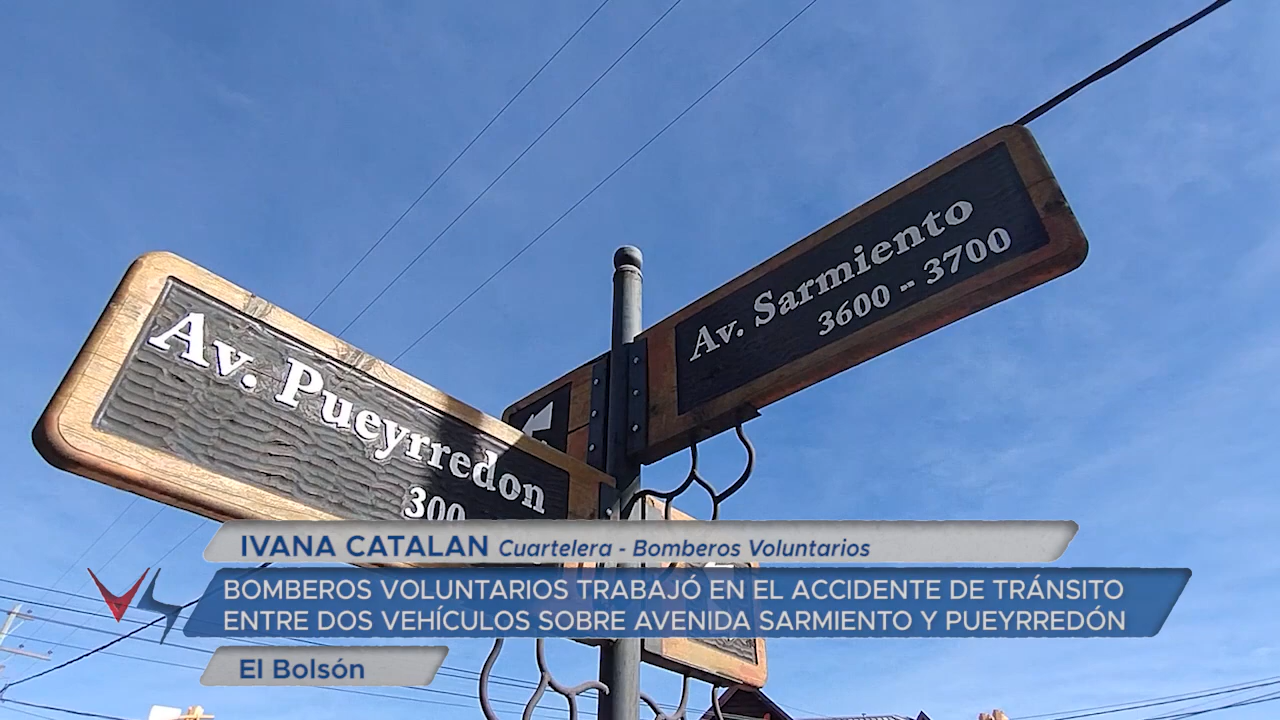 Av. Sarmiento
3600 - 3700
Av. Pueyrredon
300
IVANA CATALAN Cuartelera - Bomberos Voluntarios
BOMBEROS VOLUNTARIOS TRABAJÓ EN EL ACCIDENTE DE TRÁNSITO
ENTRE DOS VEHÍCULOS SOBRE AVENIDA SARMIENTO Y PUEYRREDÓN
El Bolsón